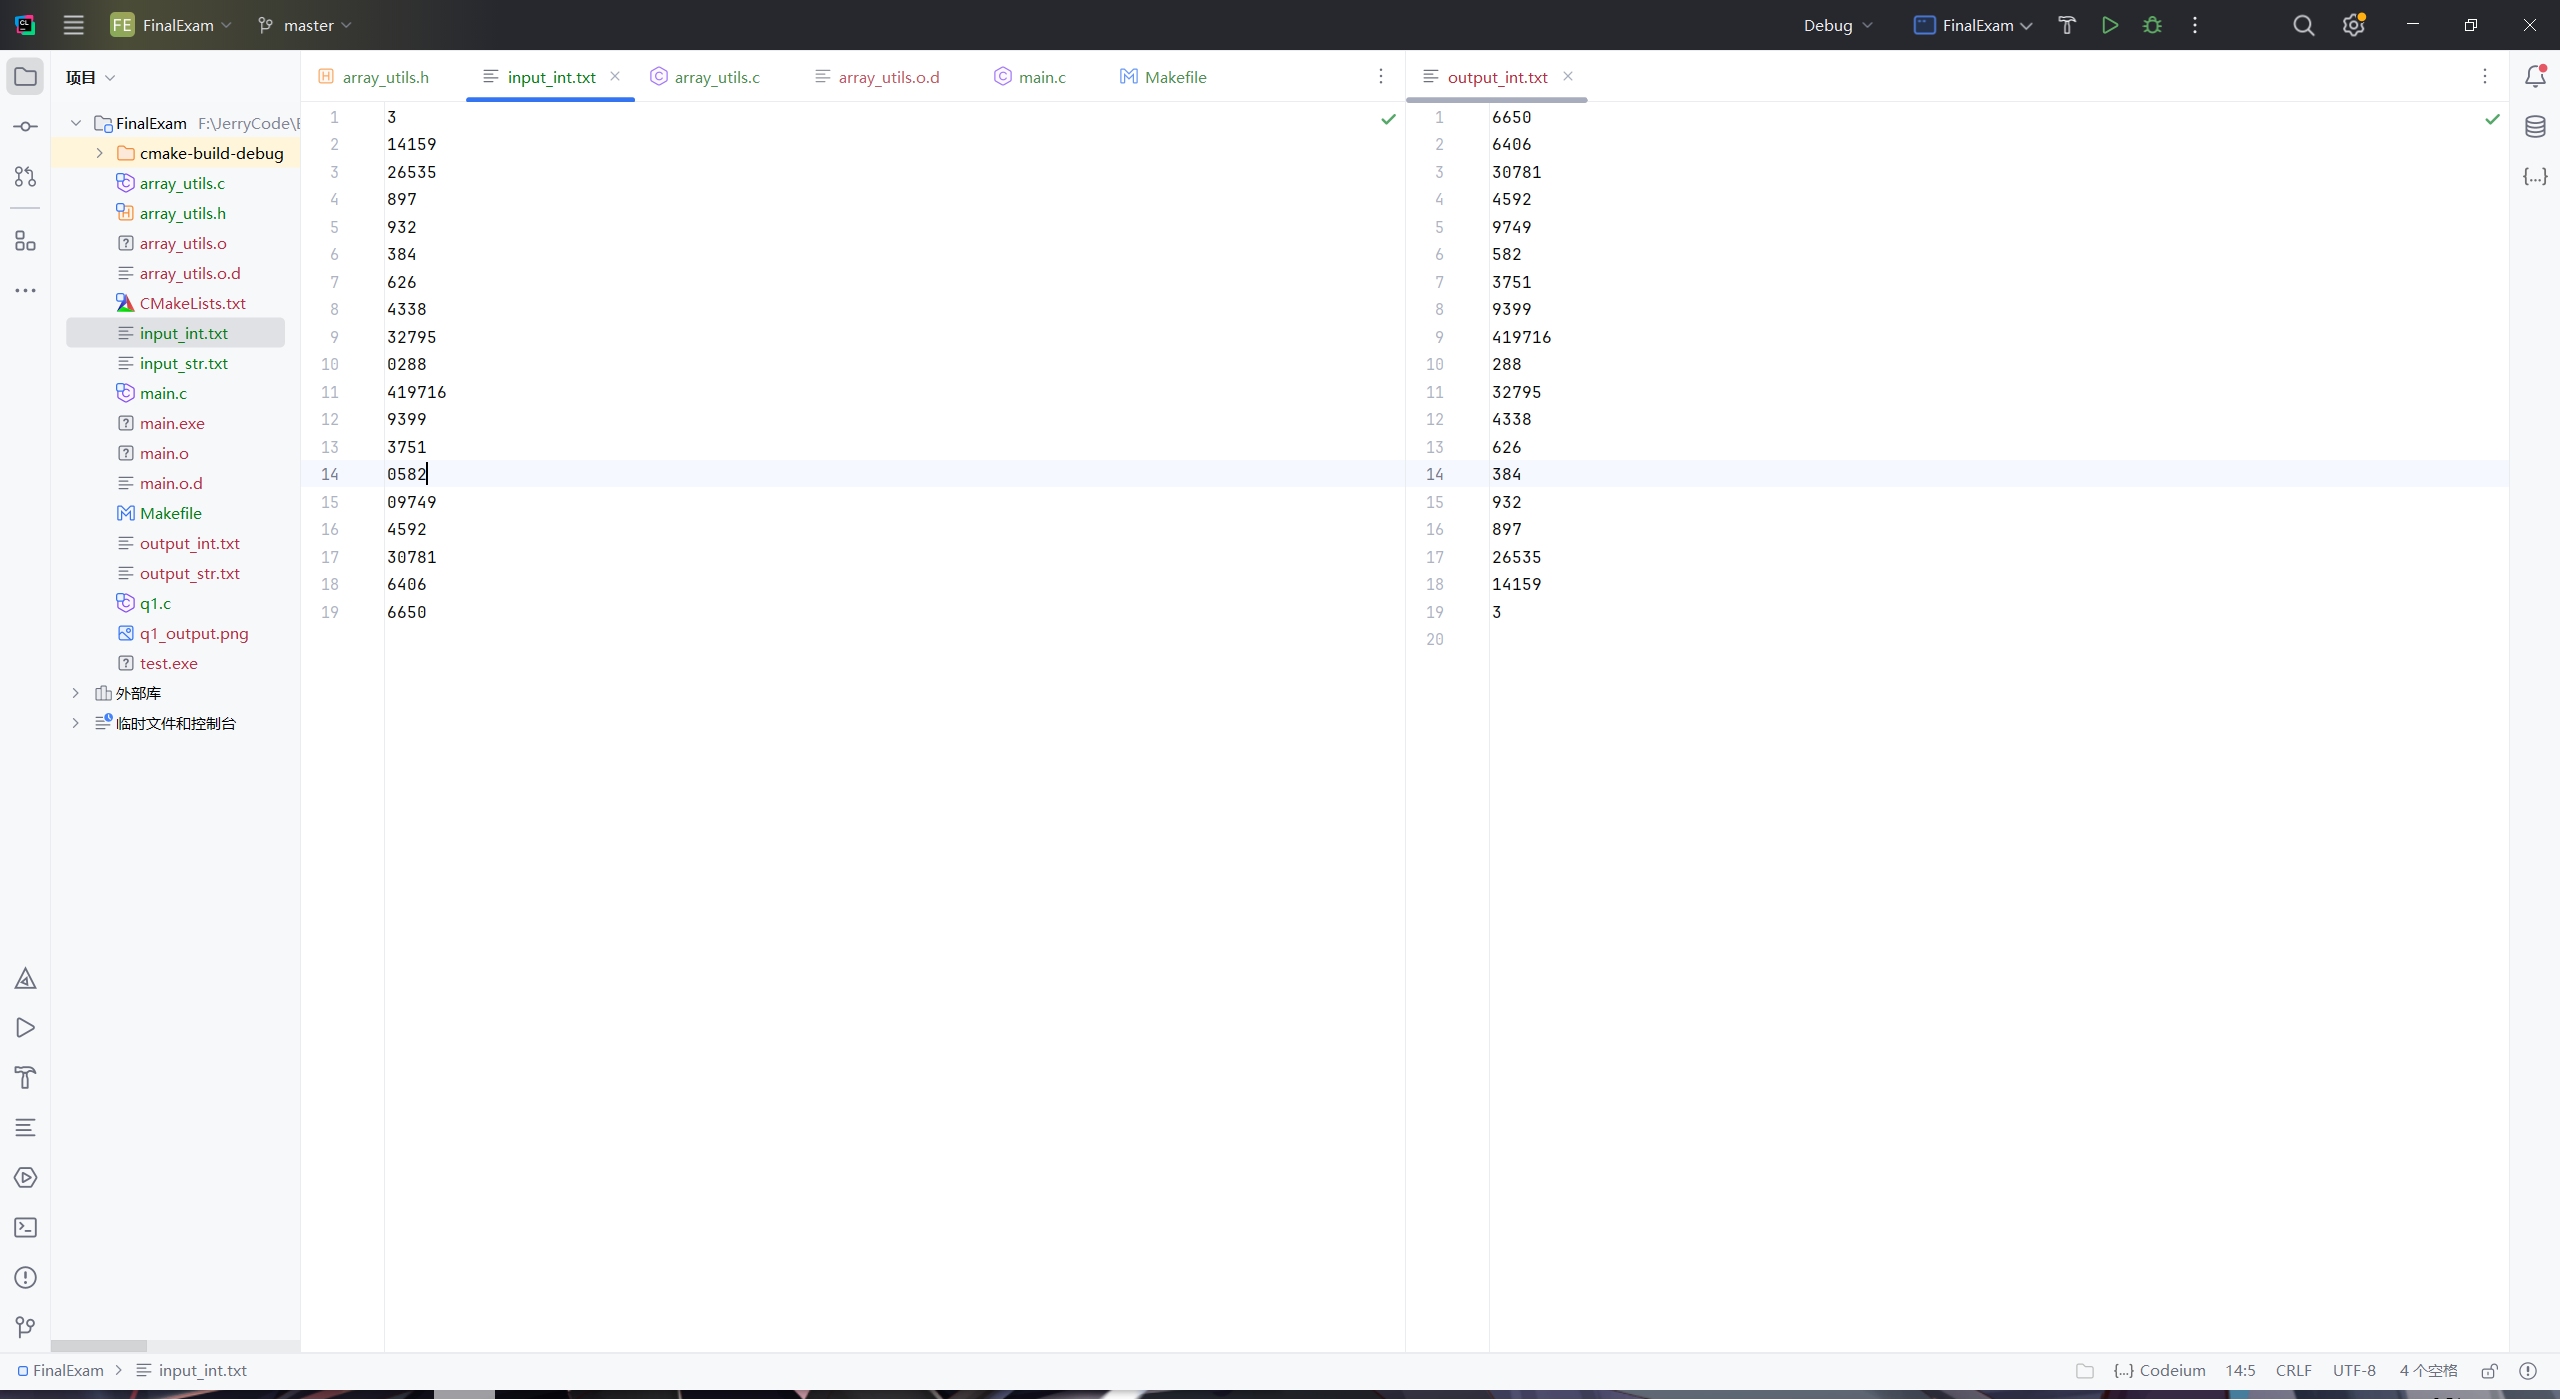 FE FinalExam master Debug FinalExam
项目
array_utils.h input_int.txt array_utils.c array_utils.o.d main.c Makefile output_int.txt
FinalExam F:\JerryCode\
cmake-build-debug
array_utils.c
array_utils.h
array_utils.o
array_utils.o.d
CMakeLists.txt
input_int.txt
input_str.txt
main.c
main.exe
main.o
main.o.d
Makefile
output_int.txt
output_str.txt
q1.c
q1_output.png
test.exe
外部库
临时文件和控制台
1 3
2 14159
3 26535
4 897
5 932
6 384
7 626
8 4338
9 32795
10 0288
11 419716
12 9399
13 3751
14 0582
15 09749
16 4592
17 30781
18 6406
19 6650
1 6650
2 6406
3 30781
4 4592
5 9749
6 582
7 3751
8 9399
9 419716
10 288
11 32795
12 4338
13 626
14 384
15 932
16 897
17 26535
18 14159
19 3
20
FinalExam > input_int.txt
{...} Codeium 14:5 CRLF UTF-8 4 个空格